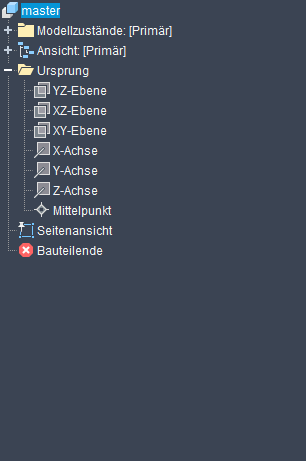 master
Modellzustände: [Primär]
Ansicht: [Primär]
Ursprung
YZ-Ebene
XZ-Ebene
XY-Ebene
X-Achse
Y-Achse
Z-Achse
Mittelpunkt
Seitenansicht
Bauteilende